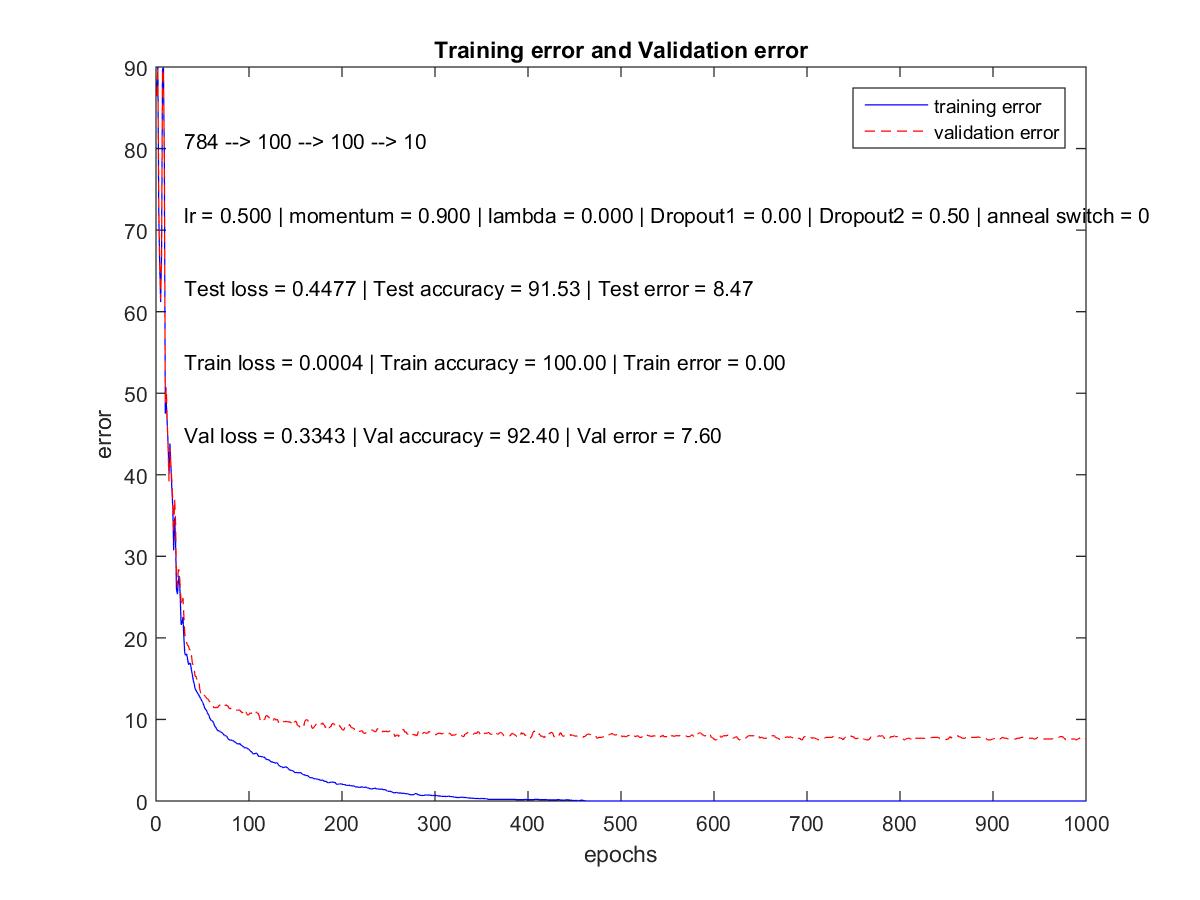 Training error and Validation error
90
80
70
60
50
40
30
20
10
0
error
training error
validation error
784 --> 100 --> 100 --> 10
lr = 0.500 | momentum = 0.900 | lambda = 0.000 | Dropout1 = 0.00 | Dropout2 = 0.50 | anneal switch = 0
Test loss = 0.4477 | Test accuracy = 91.53 | Test error = 8.47
Train loss = 0.0004 | Train accuracy = 100.00 | Train error = 0.00
Val loss = 0.3343 | Val accuracy = 92.40 | Val error = 7.60
0 100 200 300 400 500 600 700 800 900 1000
epochs